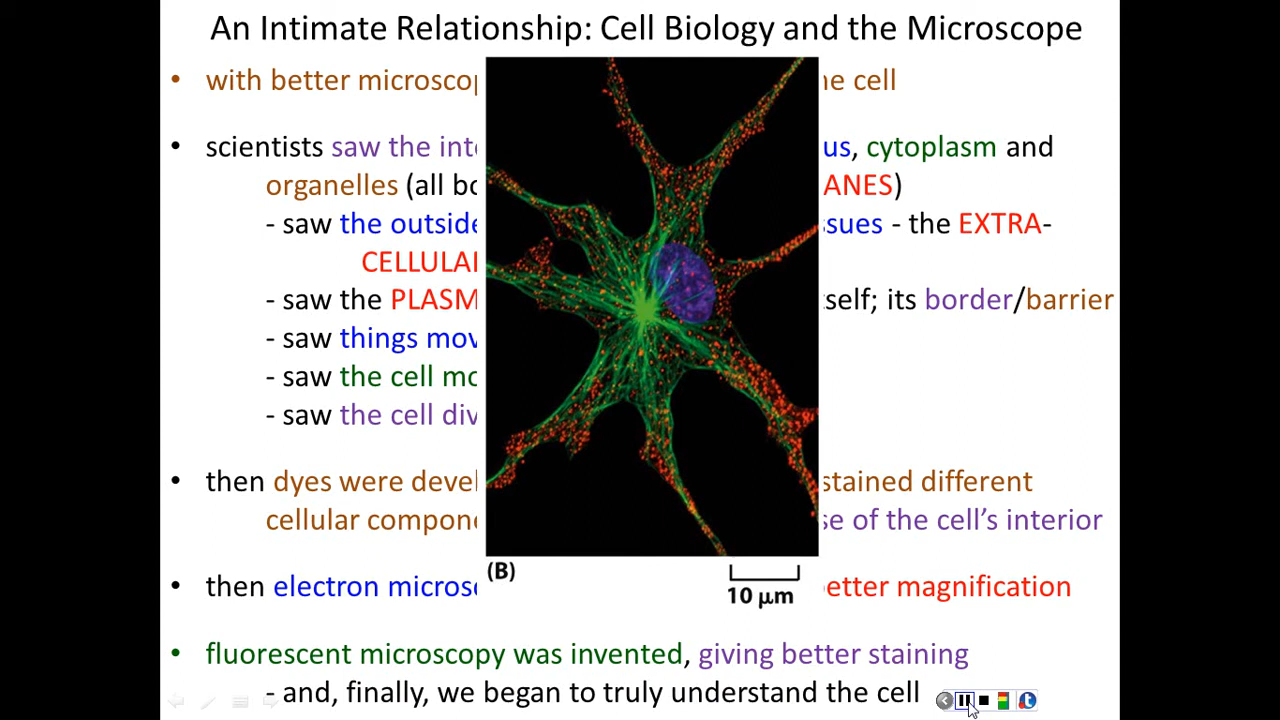 An Intimate Relationship: Cell Biology and the Microscope
• with better microsco he cell
• scientists saw the int us, cytoplasm and
organelles (all bo ANES)
- saw the outside ssues - the EXTRA-
CELLULA
- saw the PLASM self; its border/barrier
- saw things mov
- saw the cell mo
- saw the cell div
• then dyes were devel stained different
cellular compone se of the cell's interior
• then electron micros etter magnification
• fluorescent microscopy was invented, giving better staining
- and, finally, we began to truly understand the cell
(B)
10 µm